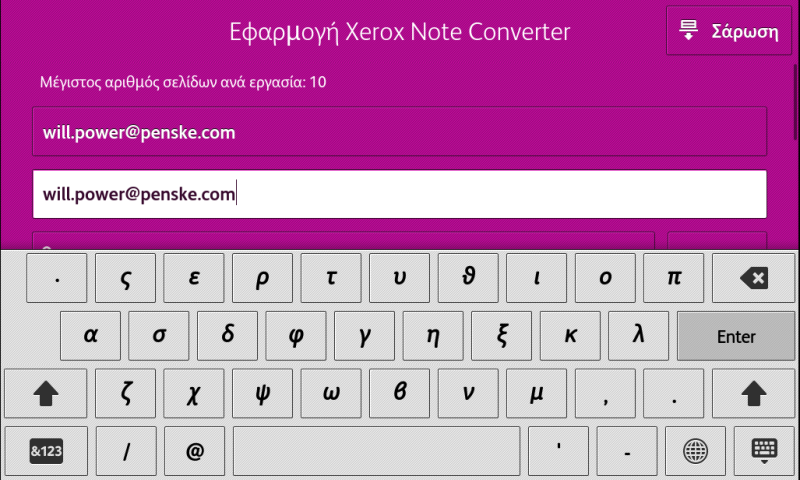 Εφαρμογή Xerox Note Converter
Σάρωση
Μέγιστος αριθμός σελίδων ανά εργασία: 10
will.power@penske.com
will.power@penske.com
· ς ε ρ τ υ θ ι ο π
α σ δ φ γ η ξ κ λ Enter
ζ χ ψ ω β ν μ , .
&123 / @ ' -